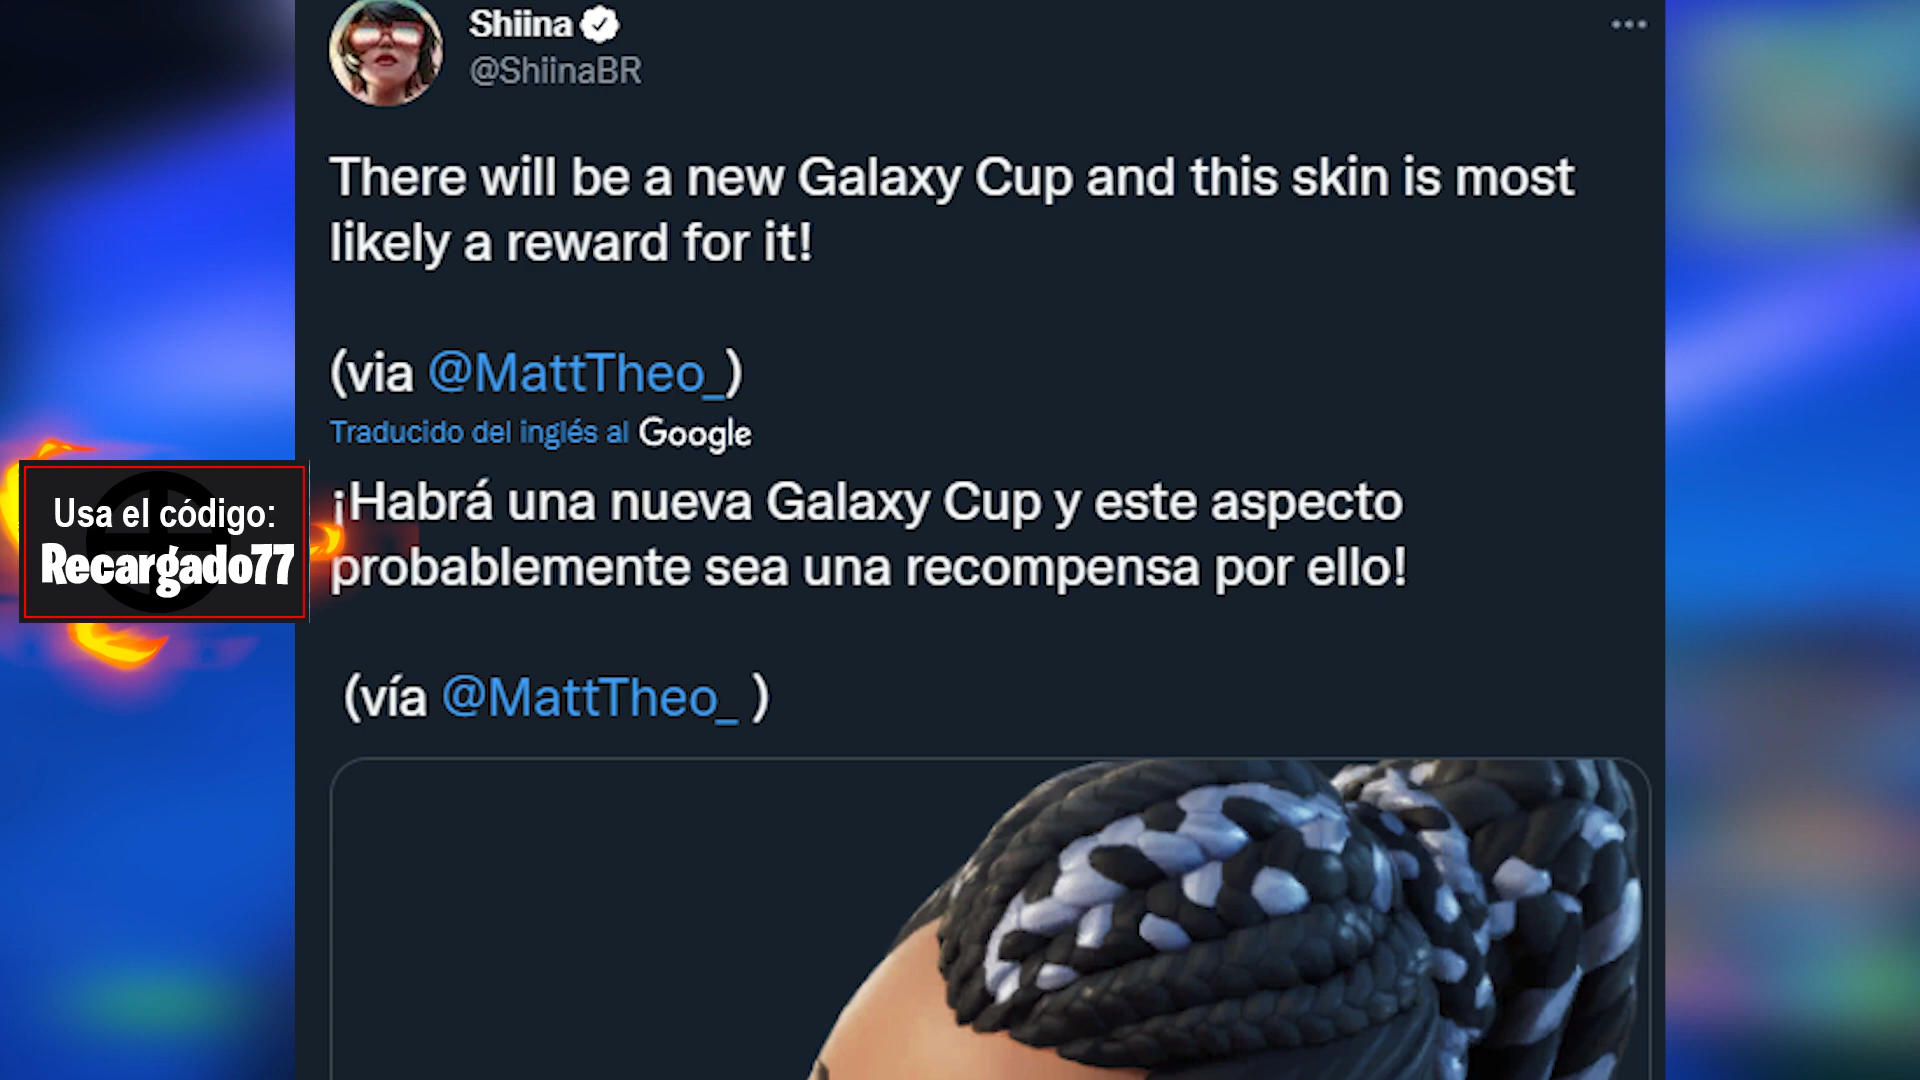 Shiina
@ShiinaBR
There will be a new Galaxy Cup and this skin is most
likely a reward for it!
(via @MattTheo_)
Traducido del inglés al Google
¡Habrá una nueva Galaxy Cup y este aspecto
probablemente sea una recompensa por ello!
(vía @MattTheo_ )
Usa el código:
Recargado77